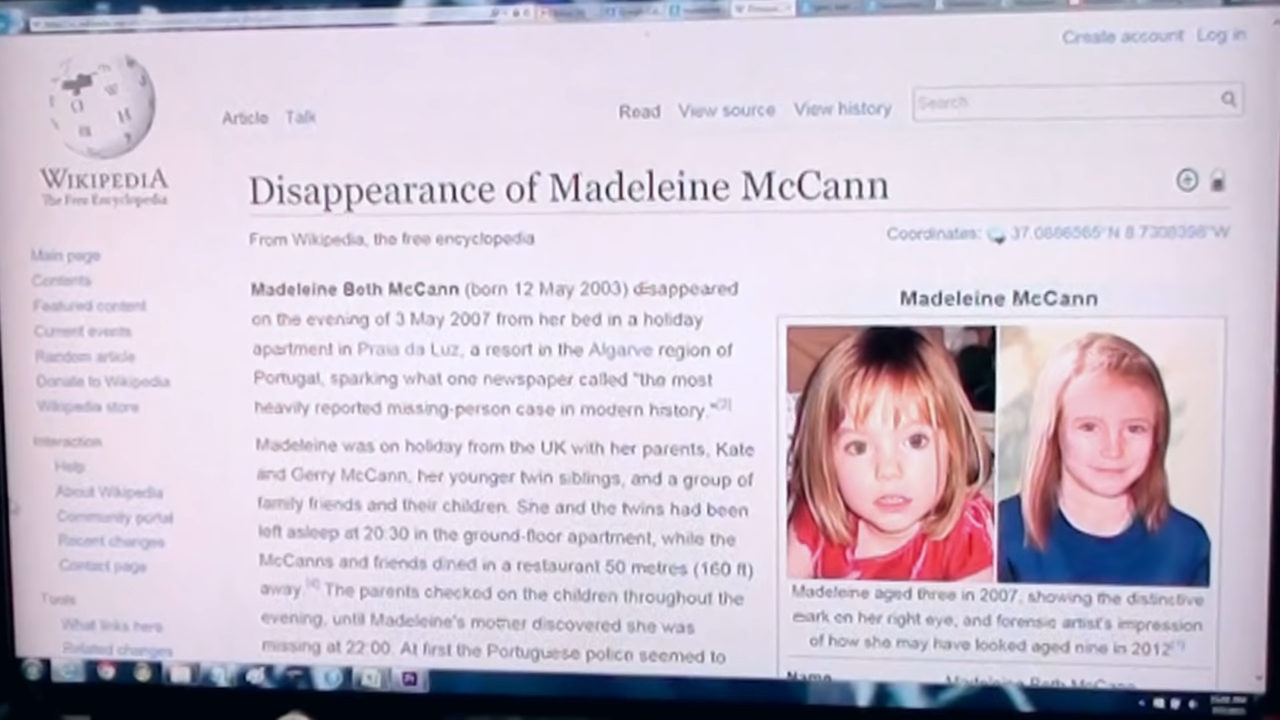 Create account Log in
Article Talk
Read View source View history
Search
WIKIPEDIA
The Free Encyclopedia
Disappearance of Madeleine McCann
From Wikipedia, the free encyclopedia
Coordinates:
Main page
Contents
Featured content
Current events
Random article
Donate to Wikipedia
Wikipedia store
Interaction
Help
About Wikipedia
Community portal
Recent changes
Contact page
Tools
What links here
Related changes
Madeleine Beth McCann (born 12 May 2003) disappeared
on the evening of 3 May 2007 from her bed in a holiday
apartment in Praia da Luz, a resort in the Algarve region of
Portugal, sparking what one newspaper called "the most
heavily reported missing-person case in modern history."[2]
Madeleine was on holiday from the UK with her parents, Kate
and Gerry McCann, her younger twin siblings, and a group of
family friends and their children. She and the twins had been
left asleep at 20:30 in the ground-floor apartment, while the
McCanns and friends dined in a restaurant 50 metres (160 ft)
away.[4] The parents checked on the children throughout the
evening, until Madeleine's mother discovered she was
missing at 22:00. At first the Portuguese police seemed to
Madeleine McCann
Madeleine aged three in 2007, showing the distinctive
mark on her right eye, and forensic artist's impression
of how she may have looked aged nine in 2012[1]
Name Madeleine Beth McCann